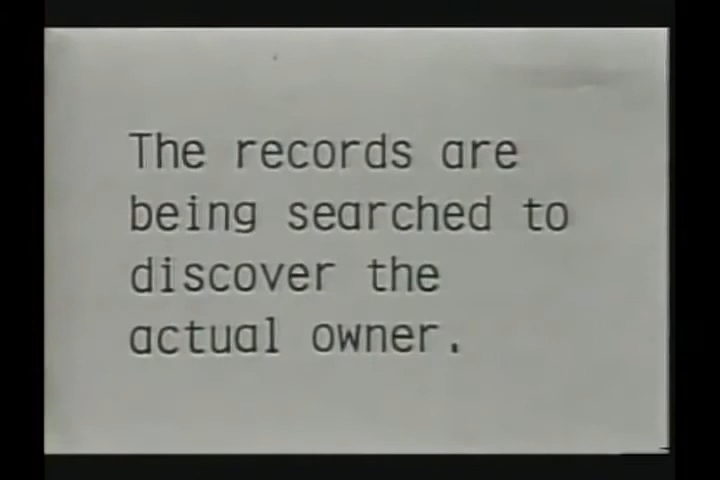 The records are
being searched to
discover the
actual owner.